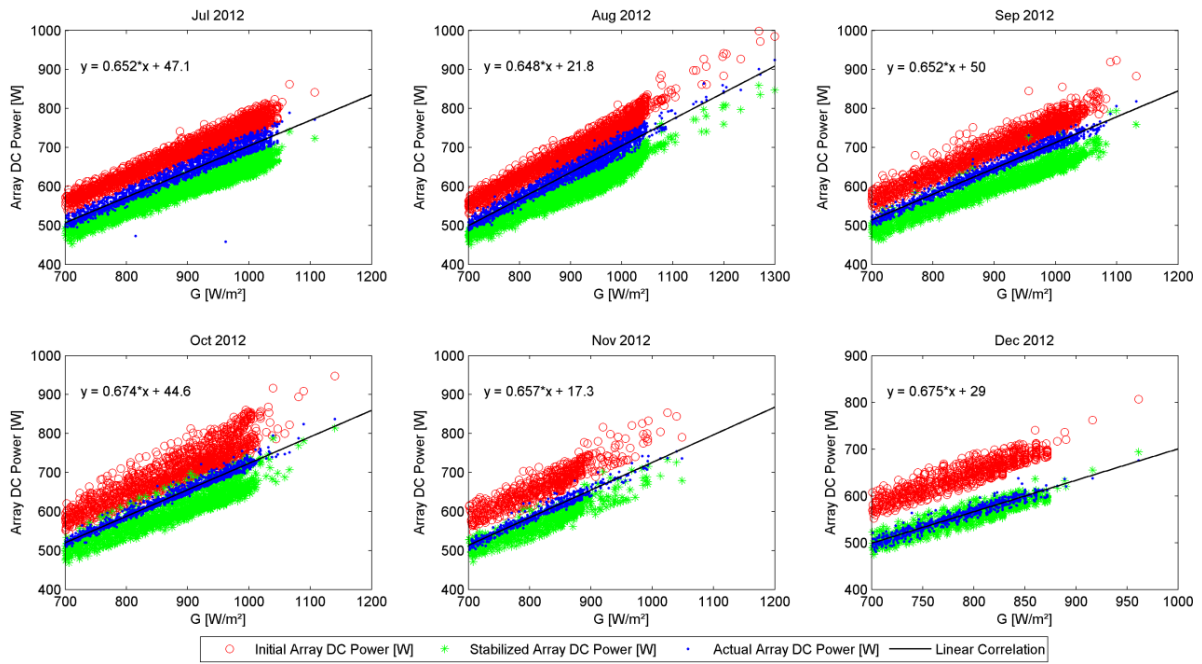 Jul 2012
1000
900
800
700
600
500
400
Array DC Power [W]
y = 0.652*x + 47.1
700 800 900 1000 1100 1200
G [W/m²]
Aug 2012
1000
900
800
700
600
500
400
Array DC Power [W]
y = 0.648*x + 21.8
700 800 900 1000 1100 1200 1300
G [W/m²]
Sep 2012
1000
900
800
700
600
500
400
Array DC Power [W]
y = 0.652*x + 50
700 800 900 1000 1100 1200
G [W/m²]
Oct 2012
1000
900
800
700
600
500
400
Array DC Power [W]
y = 0.674*x + 44.6
700 800 900 1000 1100 1200
G [W/m²]
Nov 2012
1000
900
800
700
600
500
400
Array DC Power [W]
y = 0.657*x + 17.3
700 800 900 1000 1100 1200
G [W/m²]
Dec 2012
900
800
700
600
500
400
Array DC Power [W]
y = 0.675*x + 29
700 750 800 850 900 950 1000
G [W/m²]
Initial Array DC Power [W] Stabilized Array DC Power [W] Actual Array DC Power [W] Linear Correlation